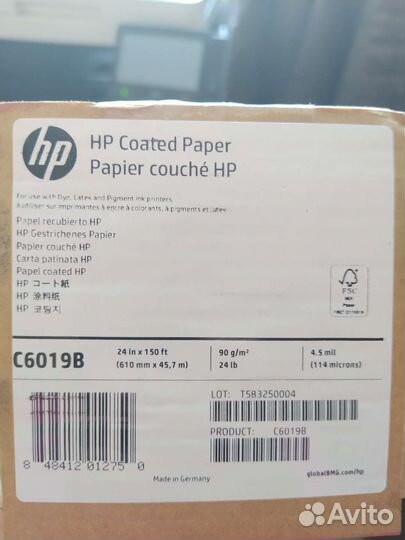 hp
HP Coated Paper
Papier couché HP
For use with Dye, Latex and Pigment ink printers
À utiliser sur imprimantes à encre à colorants, à pigments et latex
Papel recubierto HP
HP Gestrichenes Papier
Papier couché HP
Carta patinata HP
Papel coated HP
HP コート紙
HP 涂料纸
HP 코팅지
FSC
MIX
Paper
C6019B
24 in x 150 ft
(610 mm x 45,7 m)
90 g/m²
24 lb
4.5 mil
(114 microns)
LOT: T583250004
PRODUCT: C6019B
8 48412 01275 0
Made in Germany
globalBMG.com/hp
Avito